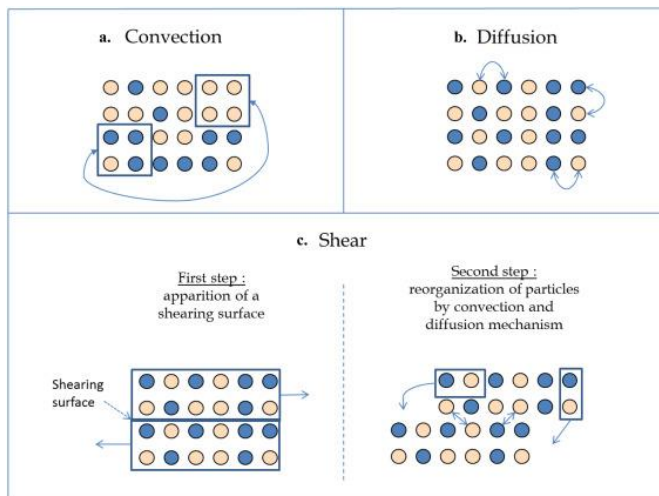 a. Convection
b. Diffusion
c. Shear
First step :
apparition of a
shearing surface
Second step :
reorganization of particles
by convection and
diffusion mechanism
Shearing
surface